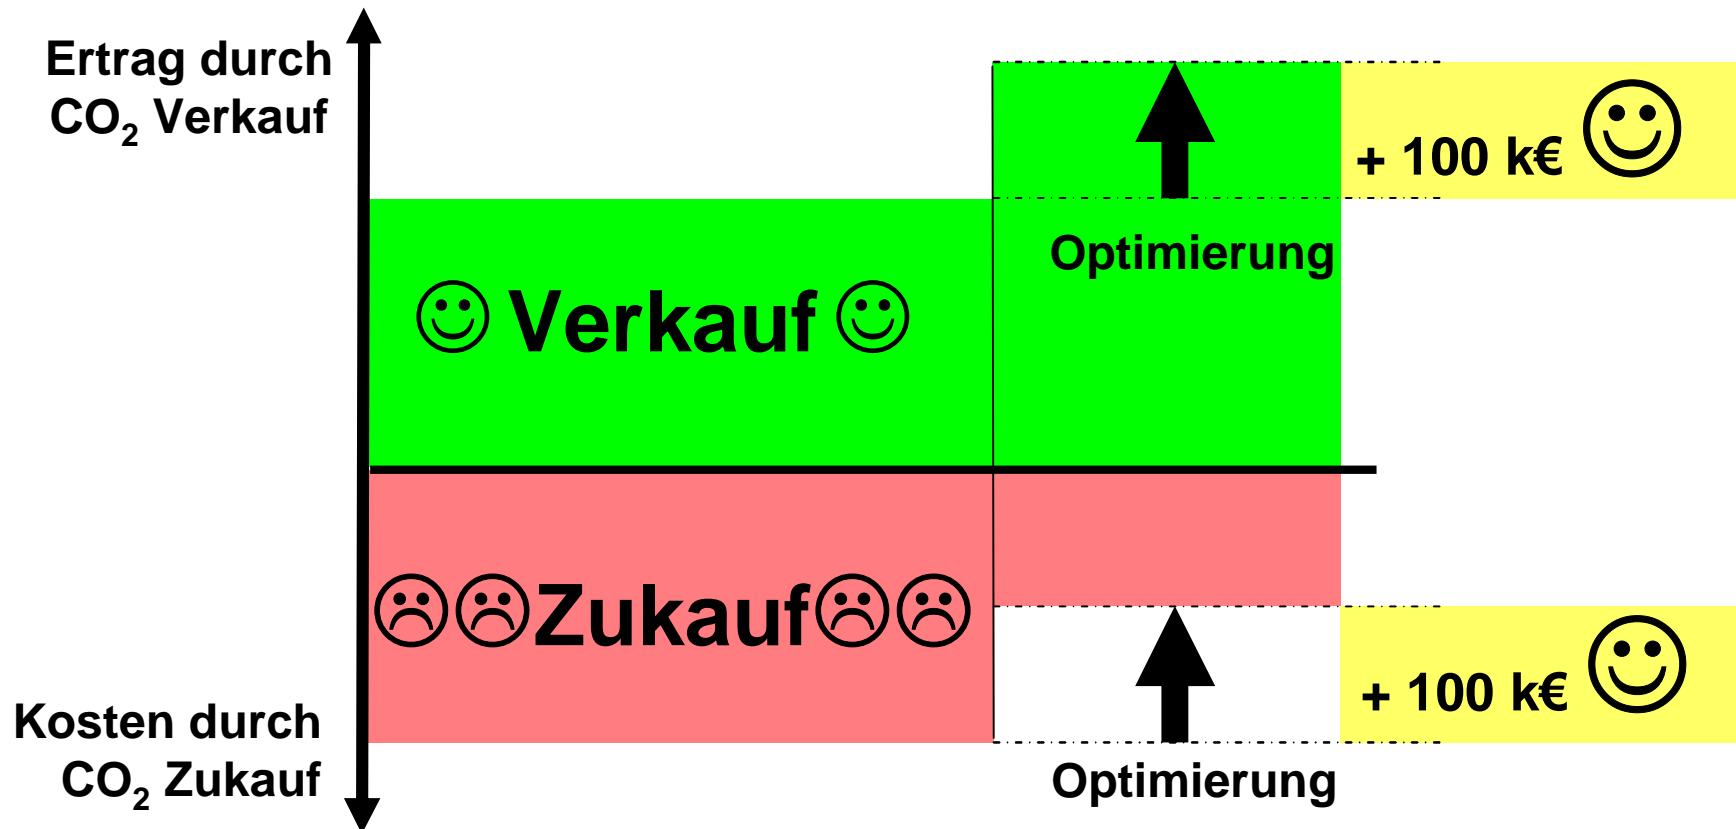 Ertrag durch
CO₂ Verkauf
+ 100 k€
Optimierung
Verkauf
Zukauf
+ 100 k€
Kosten durch
CO₂ Zukauf
Optimierung